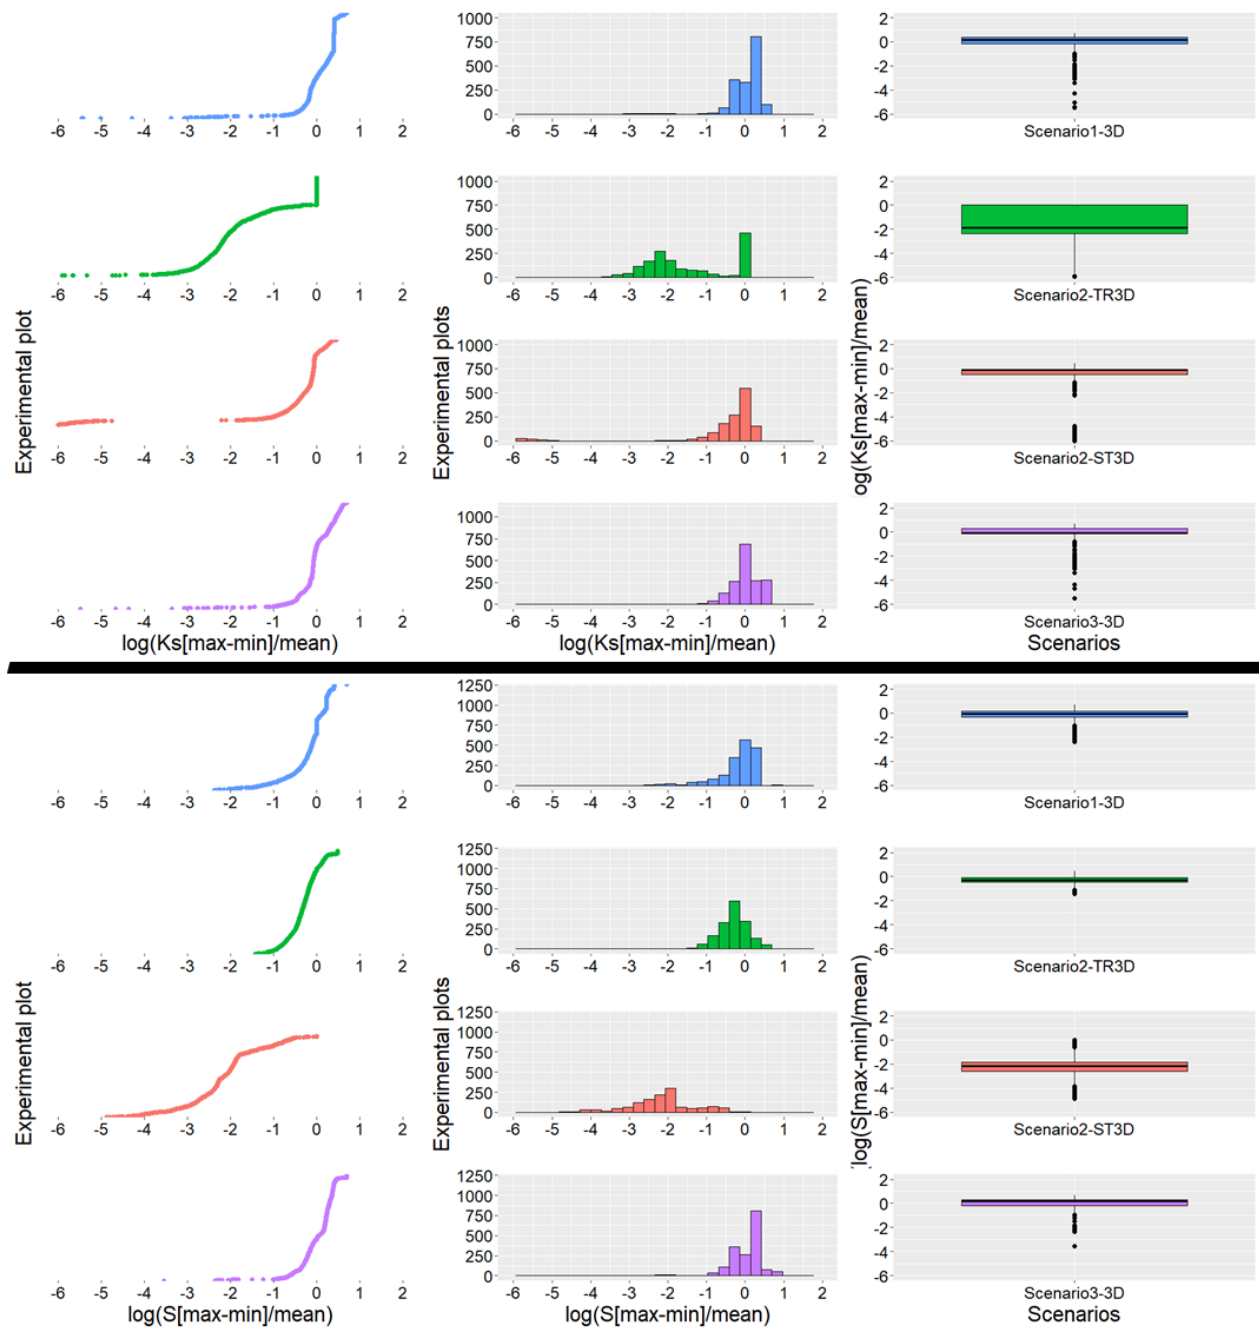 1000
750
500
250
0
-6 -5 -4 -3 -2 -1 0 1 2
-6 -5 -4 -3 -2 -1 0 1 2
2
0
-2
-4
-6
Scenario1-3D
1000
750
500
250
0
-6 -5 -4 -3 -2 -1 0 1 2
-6 -5 -4 -3 -2 -1 0 1 2
2
0
-2
-4
-6
Scenario2-TR3D
Experimental plot
Experimental plots
og(Ks[max-min]/mean)
1000
750
500
250
0
-6 -5 -4 -3 -2 -1 0 1 2
-6 -5 -4 -3 -2 -1 0 1 2
2
0
-2
-4
-6
Scenario2-ST3D
1000
750
500
250
0
-6 -5 -4 -3 -2 -1 0 1 2
-6 -5 -4 -3 -2 -1 0 1 2
2
0
-2
-4
-6
Scenario3-3D
log(Ks[max-min]/mean)
log(Ks[max-min]/mean)
Scenarios
1250
1000
750
500
250
0
-6 -5 -4 -3 -2 -1 0 1 2
-6 -5 -4 -3 -2 -1 0 1 2
2
0
-2
-4
-6
Scenario1-3D
1250
1000
750
500
250
0
-6 -5 -4 -3 -2 -1 0 1 2
-6 -5 -4 -3 -2 -1 0 1 2
2
0
-2
-4
-6
Scenario2-TR3D
Experimental plot
Experimental plots
log(S[max-min]/mean)
1250
1000
750
500
250
0
-6 -5 -4 -3 -2 -1 0 1 2
-6 -5 -4 -3 -2 -1 0 1 2
2
0
-2
-4
-6
Scenario2-ST3D
1250
1000
750
500
250
0
-6 -5 -4 -3 -2 -1 0 1 2
-6 -5 -4 -3 -2 -1 0 1 2
2
0
-2
-4
-6
Scenario3-3D
log(S[max-min]/mean)
log(S[max-min]/mean)
Scenarios